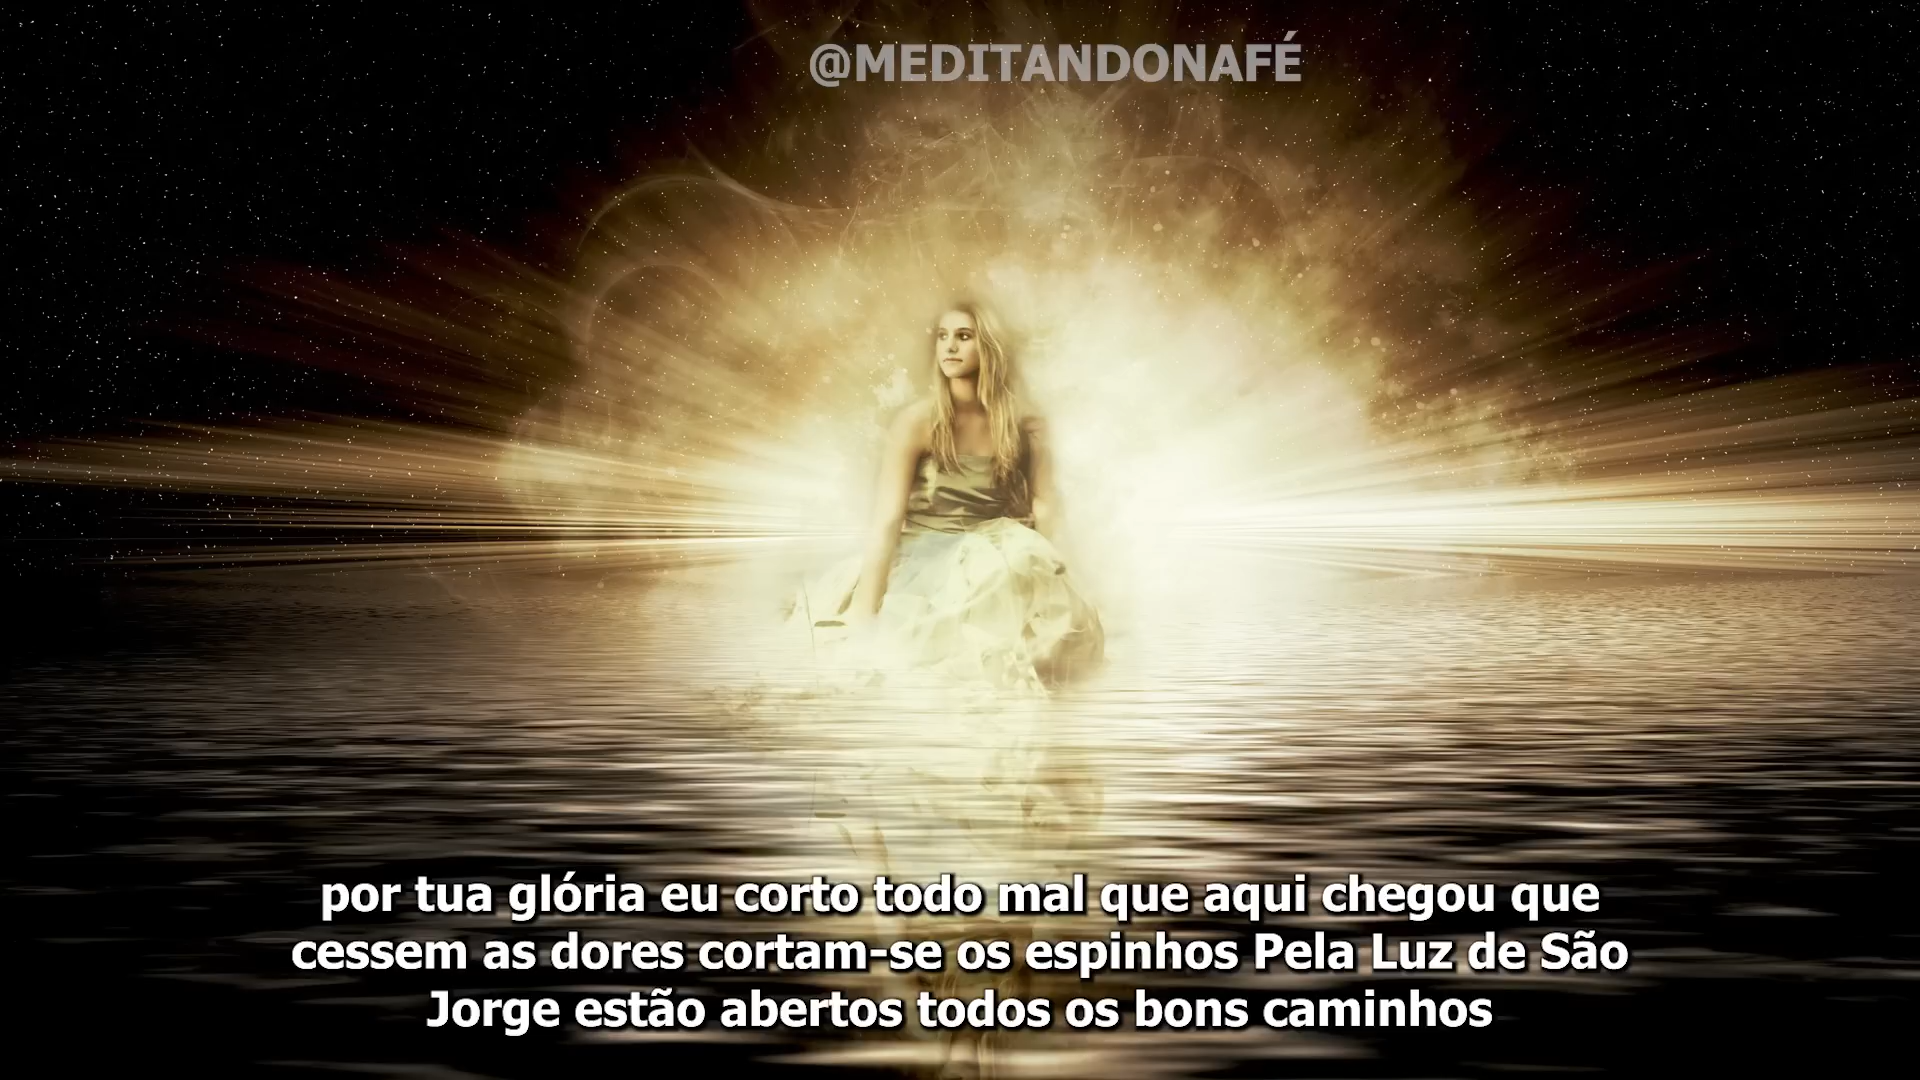 @MEDITANDONAFÉ
por tua glória eu corto todo mal que aqui chegou que
cessem as dores cortam-se os espinhos Pela Luz de São
Jorge estão abertos todos os bons caminhos